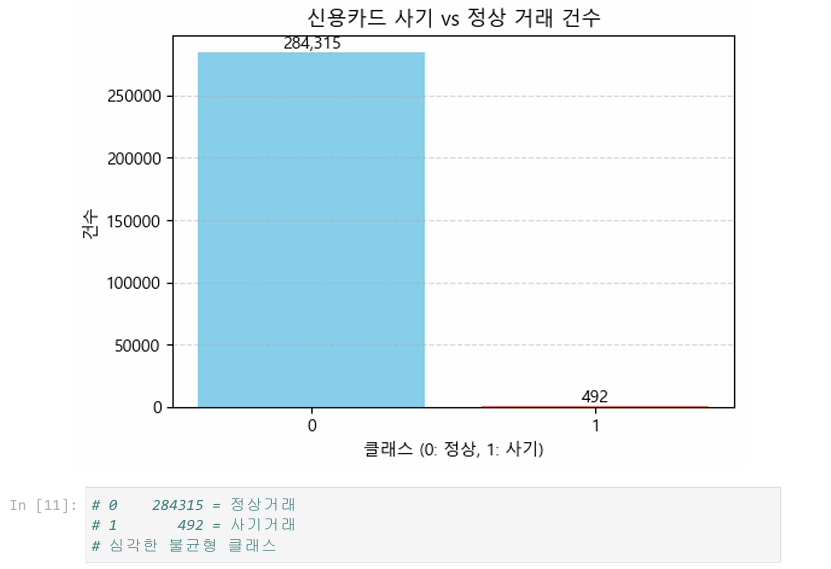 신용카드 사기 vs 정상 거래 건수
284,315
250000
200000
150000
100000
50000
0
건수
492
0 1
클래스 (0: 정상, 1: 사기)
In [11]:
# 0    284315 = 정상거래
# 1       492 = 사기거래
# 심각한 불균형 클래스